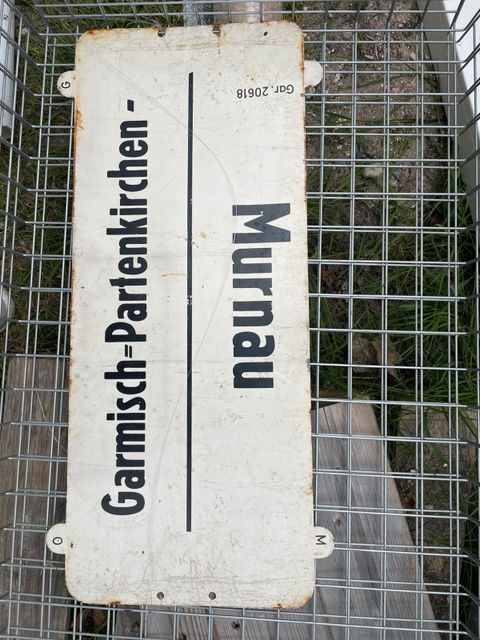 Garmisch=Partenkirchen -
Murnau
Gar. 20618
G
O
M